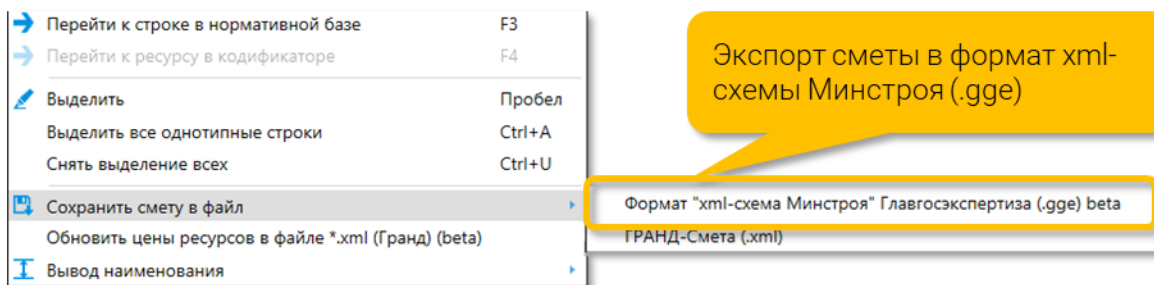 Перейти к строке в нормативной базе F3
Перейти к ресурсу в кодификаторе F4
Выделить Пробел
Выделить все однотипные строки Ctrl+A
Снять выделение всех Ctrl+U
Сохранить смету в файл
Обновить цены ресурсов в файле *.xml (Гранд) (beta)
Вывод наименования
Экспорт сметы в формат xml-
схемы Минстроя (.gge)
Формат "xml-схема Минстроя" Главгосэкспертиза (.gge) beta
ГРАНД-Смета (.xml)